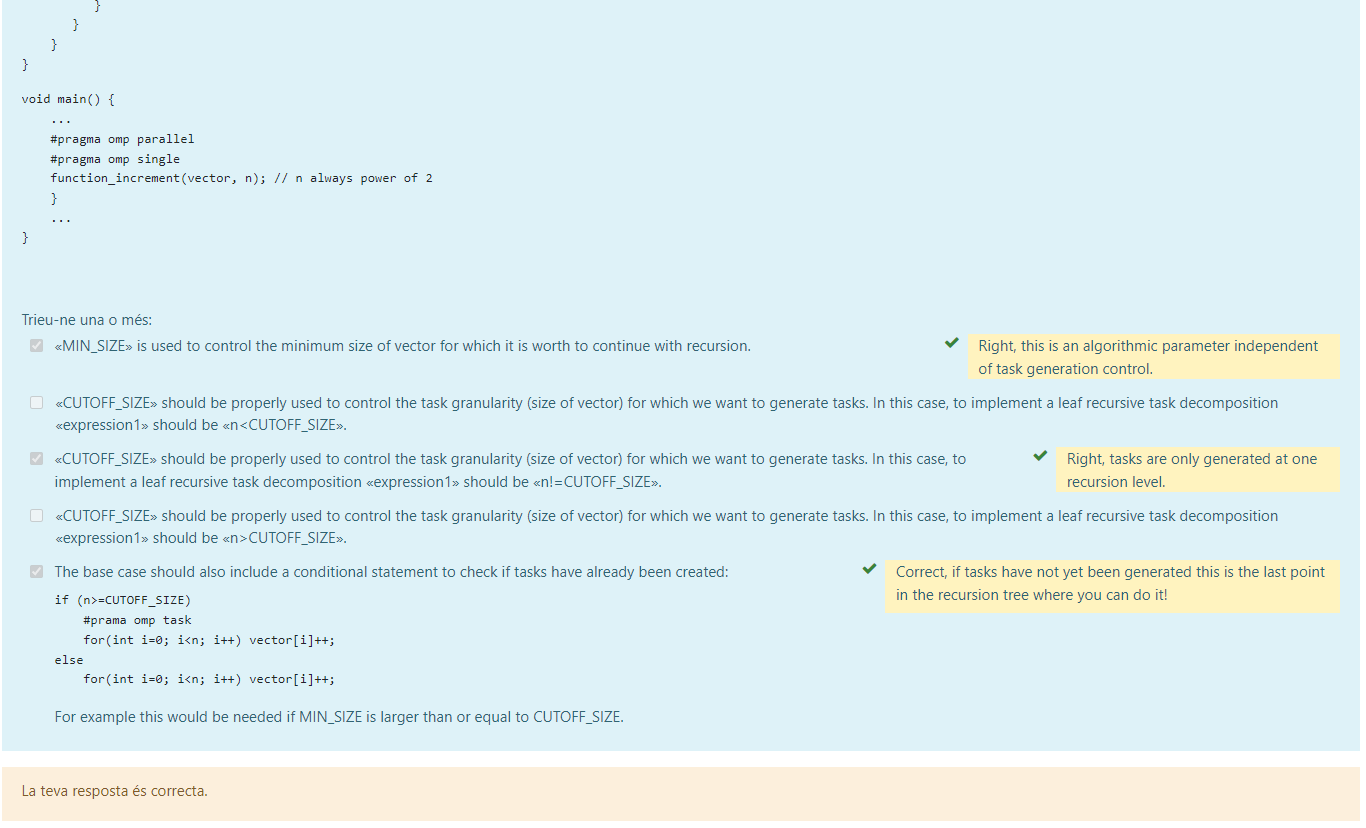 }
}
}
}
void main() {
...
#pragma omp parallel
#pragma omp single
function_increment(vector, n); // n always power of 2
}
...
}
Trieu-ne una o més:
«MIN_SIZE» is used to control the minimum size of vector for which it is worth to continue with recursion.
Right, this is an algorithmic parameter independent
of task generation control.
«CUTOFF_SIZE» should be properly used to control the task granularity (size of vector) for which we want to generate tasks. In this case, to implement a leaf recursive task decomposition
«expression1» should be «n<CUTOFF_SIZE».
«CUTOFF_SIZE» should be properly used to control the task granularity (size of vector) for which we want to generate tasks. In this case, to
implement a leaf recursive task decomposition «expression1» should be «n!=CUTOFF_SIZE».
Right, tasks are only generated at one
recursion level.
«CUTOFF_SIZE» should be properly used to control the task granularity (size of vector) for which we want to generate tasks. In this case, to implement a leaf recursive task decomposition
«expression1» should be «n>CUTOFF_SIZE».
The base case should also include a conditional statement to check if tasks have already been created:
Correct, if tasks have not yet been generated this is the last point
in the recursion tree where you can do it!
if (n>=CUTOFF_SIZE)
#prama omp task
for(int i=0; i<n; i++) vector[i]++;
else
for(int i=0; i<n; i++) vector[i]++;
For example this would be needed if MIN_SIZE is larger than or equal to CUTOFF_SIZE.
La teva resposta és correcta.